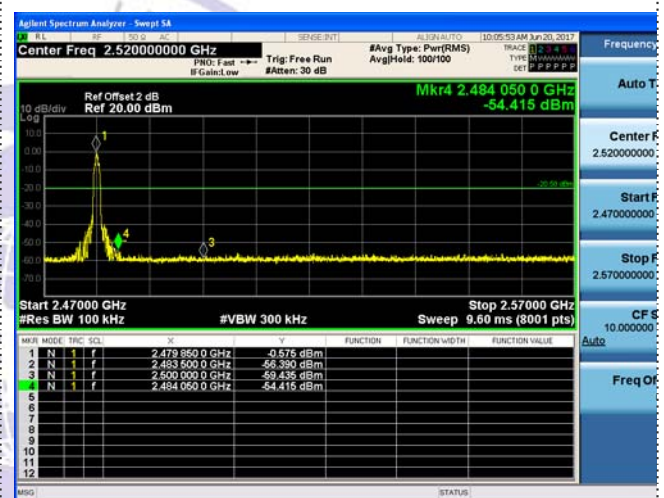 Agilent Spectrum Analyzer - Swept SA
RL RF 50 Ω AC SENSE:INT ALIGN AUTO 10:05:53 AM Jun 20, 2017
Center Freq 2.520000000 GHz
PNO: Fast Trig: Free Run
IFGain:Low #Atten: 30 dB
#Avg Type: Pwr(RMS)
Avg|Hold: 100/100
TRACE 1 2 3 4 5 6
TYPE MWWWWW
DET P P P P P P
Ref Offset 2 dB
10 dB/div Ref 20.00 dBm
Log
Mkr4 2.484 050 0 GHz
-54.415 dBm
10.0
0.00
-10.0
-20.0
-30.0
-40.0
-50.0
-60.0
-70.0
1
4
3
-20.58 dBm
Start 2.47000 GHz Stop 2.57000 GHz
#Res BW 100 kHz #VBW 300 kHz Sweep 9.60 ms (8001 pts)
MKR MODE TRC SCL X Y FUNCTION FUNCTION WIDTH FUNCTION VALUE
1 N 1 f 2.479 850 0 GHz -0.575 dBm
2 N 1 f 2.483 500 0 GHz -56.390 dBm
3 N 1 f 2.500 000 0 GHz -59.435 dBm
4 N 1 f 2.484 050 0 GHz -54.415 dBm
5
6
7
8
9
10
11
12
MSG STATUS
Frequency
Auto T
Center F
2.520000000
Start F
2.470000000
Stop F
2.570000000
CF S
10.000000
Auto
Freq Of